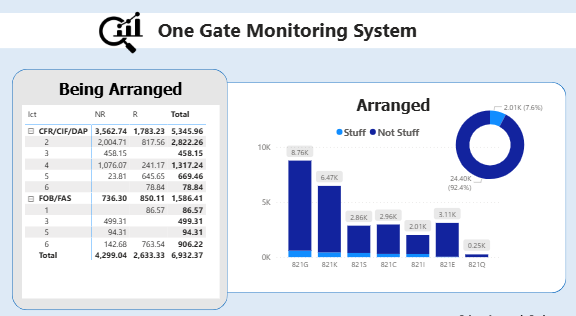 One Gate Monitoring System
Being Arranged
Ict NR R Total
CFR/CIF/DAP 3,562.74 1,783.23 5,345.96
2 2,004.71 817.56 2,822.26
3 458.15 458.15
4 1,076.07 241.17 1,317.24
5 23.81 645.65 669.46
6 78.84 78.84
FOB/FAS 736.30 850.11 1,586.41
1 86.57 86.57
3 499.31 499.31
5 94.31 94.31
6 142.68 763.54 906.22
Total 4,299.04 2,633.33 6,932.37
Arranged
Stuff Not Stuff
2.01K (7.6%)
24.40K
(92.4%)
10K
5K
0K
8.76K
6.47K
2.86K
2.96K
2.01K
3.11K
0.25K
821G 821K 821S 821C 821I 821E 821Q